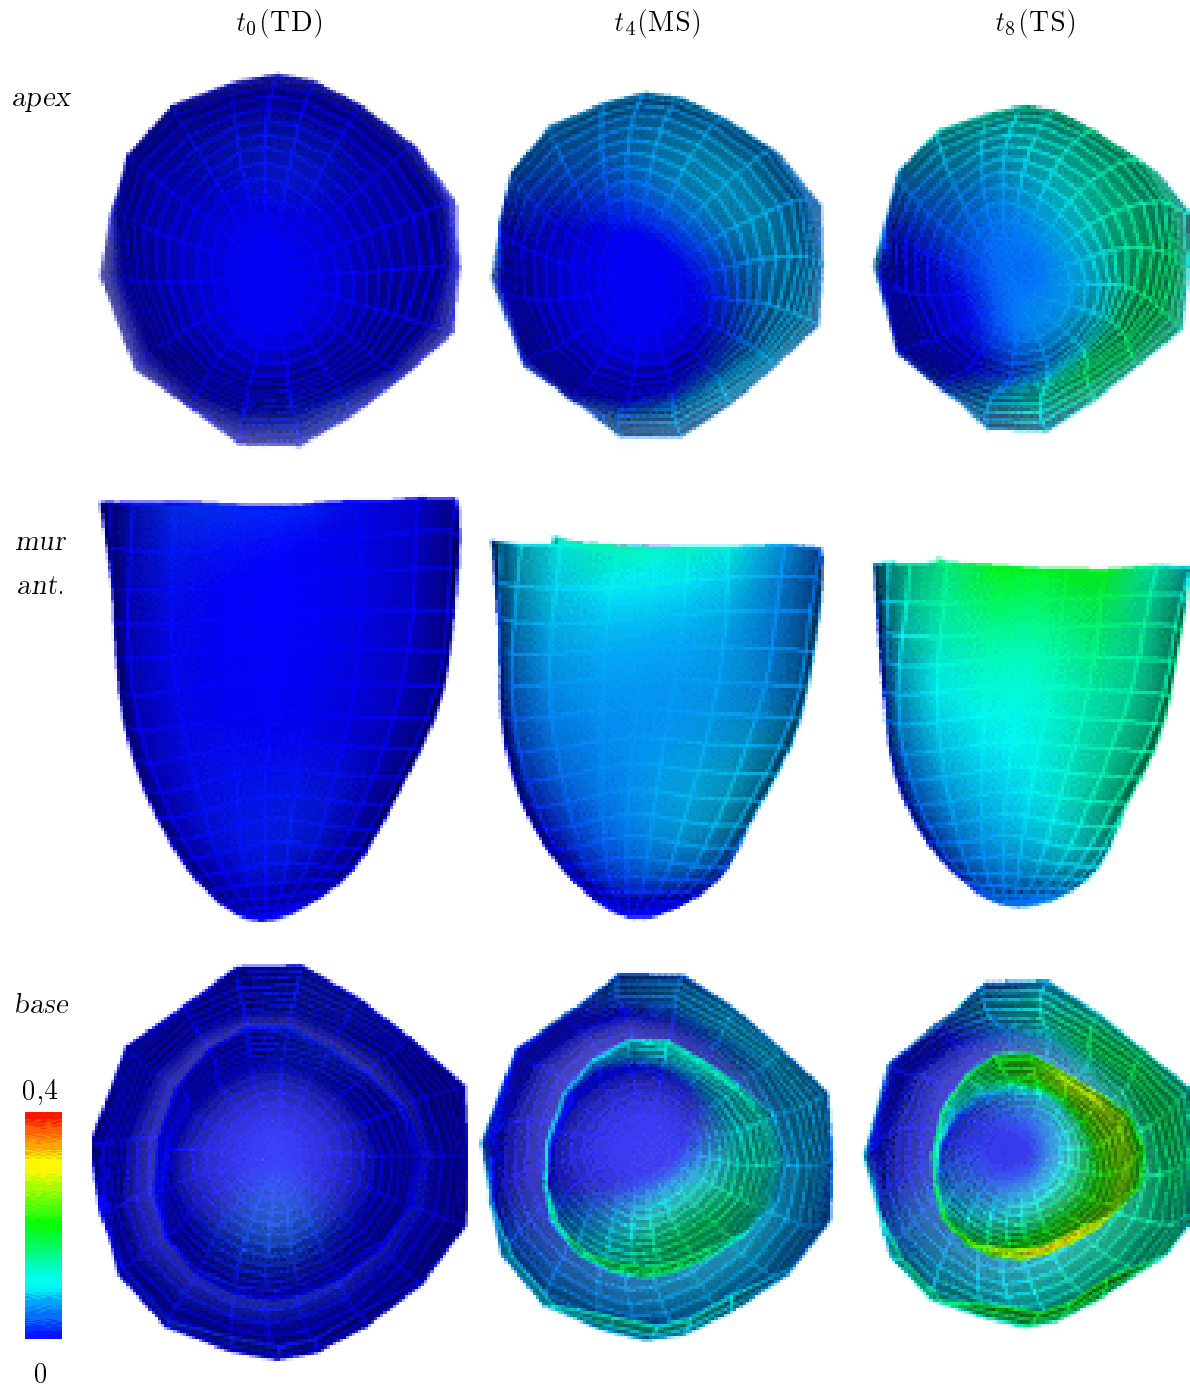 t₀(TD) t₄(MS) t₈(TS)
apex
mur
ant.
base
0,4
0